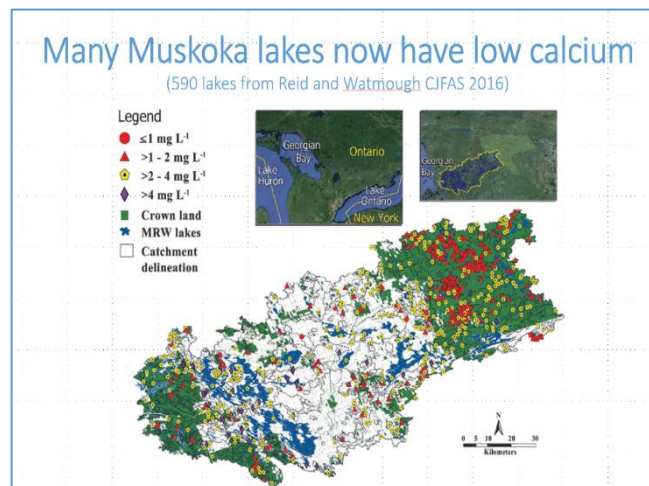 Many Muskoka lakes now have low calcium
(590 lakes from Reid and Watmough CJFAS 2016)
Legend
≤1 mg L⁻¹
>1 - 2 mg L⁻¹
>2 - 4 mg L⁻¹
>4 mg L⁻¹
Crown land
MRW lakes
Catchment
delineation
Georgian
Bay
Ontario
Lake
Huron
Lake
Ontario
New York
Georgian
Bay
N
0 5 10 20 30
Kilometers